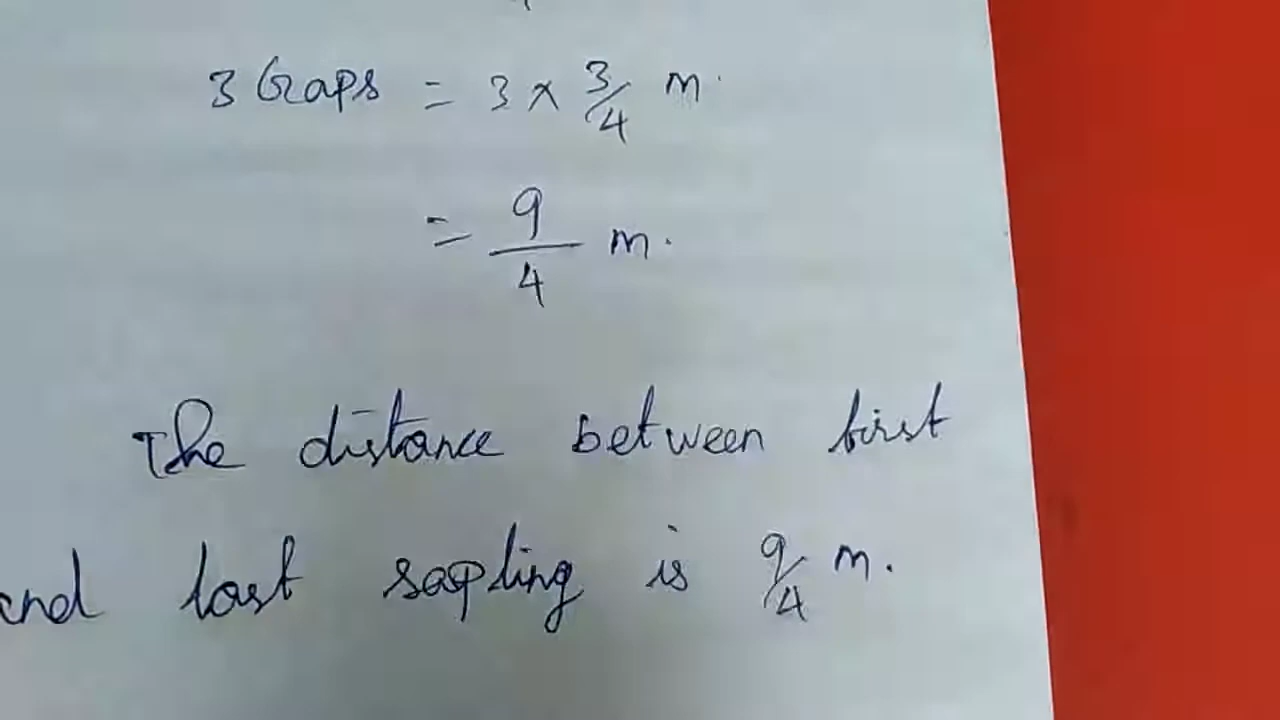 3 Gaps = 3 × 3/4 m.
= 9/4 m.
The distance between first
and last sapling is 9/4 m.